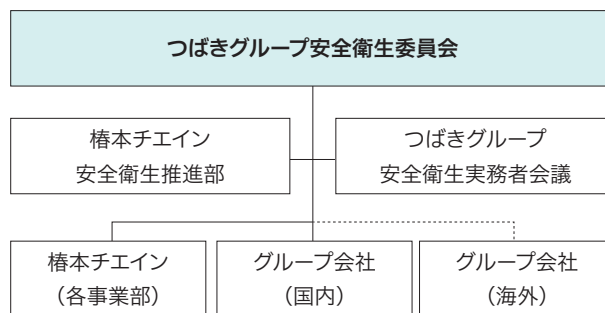 つばきグループ安全衛生委員会
椿本チエイン
安全衛生推進部
つばきグループ
安全衛生実務者会議
椿本チエイン
（各事業部）
グループ会社
（国内）
グループ会社
（海外）